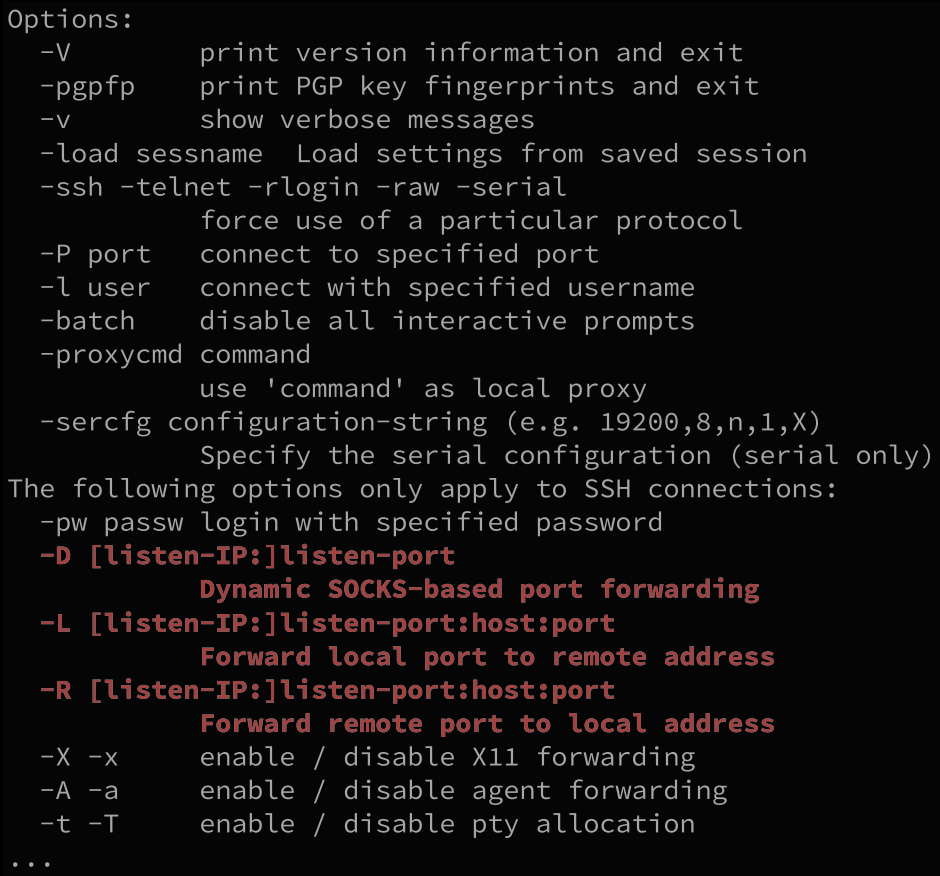 Options:
  -V        print version information and exit
  -pgpfp    print PGP key fingerprints and exit
  -v        show verbose messages
  -load sessname  Load settings from saved session
  -ssh -telnet -rlogin -raw -serial
            force use of a particular protocol
  -P port   connect to specified port
  -l user   connect with specified username
  -batch    disable all interactive prompts
  -proxycmd command
            use 'command' as local proxy
  -sercfg configuration-string (e.g. 19200,8,n,1,X)
            Specify the serial configuration (serial only)
The following options only apply to SSH connections:
  -pw passw login with specified password
  -D [listen-IP:]listen-port
            Dynamic SOCKS-based port forwarding
  -L [listen-IP:]listen-port:host:port
            Forward local port to remote address
  -R [listen-IP:]listen-port:host:port
            Forward remote port to local address
  -X -x     enable / disable X11 forwarding
  -A -a     enable / disable agent forwarding
  -t -T     enable / disable pty allocation
...